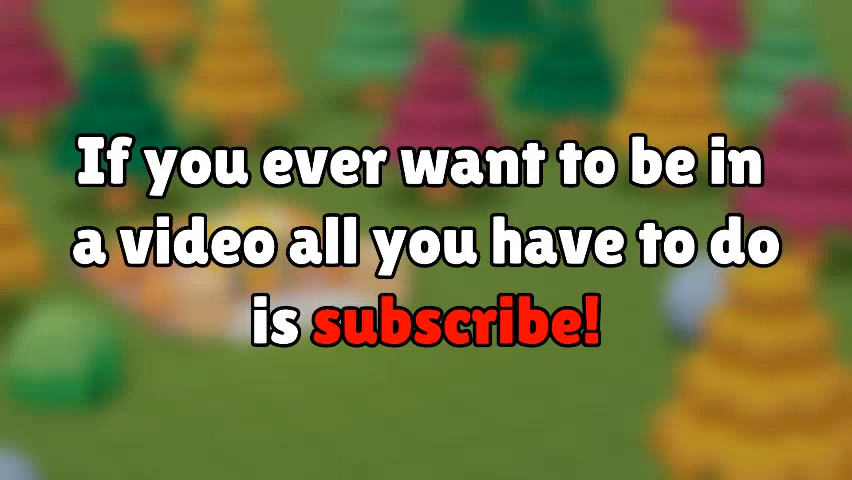 If you ever want to be in
a video all you have to do
is subscribe!